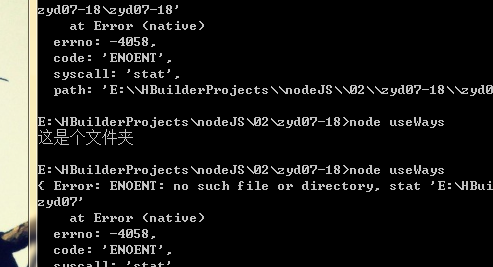 zyd07-18\zyd07-18'
at Error (native)
errno: -4058,
code: 'ENOENT',
syscall: 'stat',
path: 'E:\\HBuilderProjects\\nodeJS\\02\\zyd07-18\\zyd0
E:\HBuilderProjects\nodeJS\02\zyd07-18>node useWays
这是个文件夹
E:\HBuilderProjects\nodeJS\02\zyd07-18>node useWays
{ Error: ENOENT: no such file or directory, stat 'E:\HBui
zyd07'
at Error (native)
errno: -4058,
code: 'ENOENT',
syscall: 'stat',